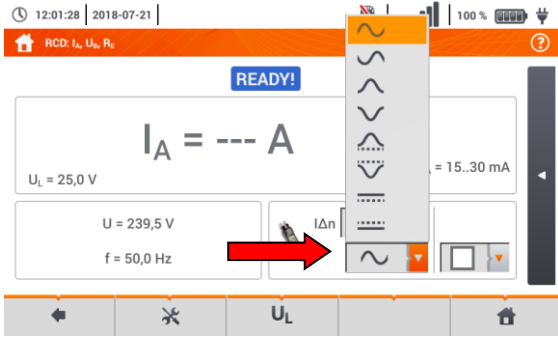 12:01:28 2018-07-21 100 %
RCD: IA, UB, RE
READY!
IA = --- A
UL = 25,0 V
= 15..30 mA
U = 239,5 V
IΔn
f = 50,0 Hz
UL